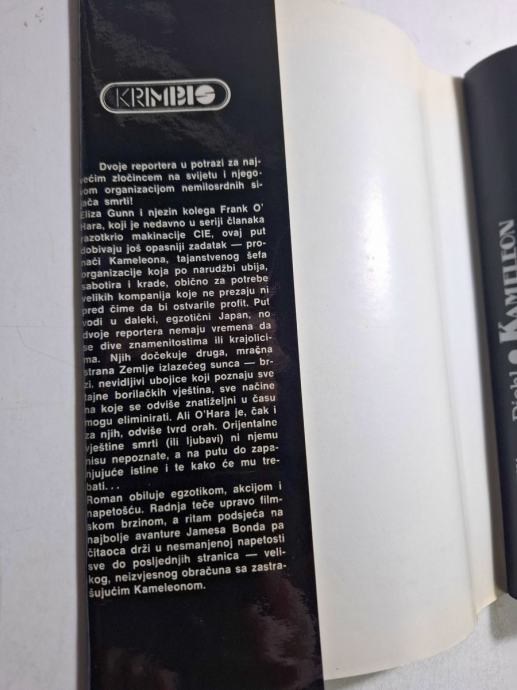 KRIMBIS
Dvoje reportera u potrazi za naj-
većim zločincem na svijetu i njego-
vom organizacijom nemilosrdnih si-
jača smrti!
Eliza Gunn i njezin kolega Frank O'
Hara, koji je nedavno u seriji članaka
razotkrio makinacije CIE, ovaj put
dobivaju još opasniji zadatak — pro-
naći Kameleona, tajanstvenog šefa
organizacije koja po narudžbi ubija,
sabotira i krade, obično za potrebe
velikih kompanija koje ne prezaju ni
pred čime da bi ostvarile profit. Put
vodi u daleki, egzotični Japan, no
dvoje reportera nemaju vremena da
se dive znamenitostima ili krajolici-
ma. Njih dočekuje druga, mračna
strana Zemlje izlazećeg sunca — br-
zi, nevidljivi ubojice koji poznaju sve
tajne borilačkih vještina, sve načine
na koje se odviše znatiželjni u času
mogu eliminirati. Ali O'Hara je, čak i
za njih, odviše tvrd orah. Orijentalne
vještine smrti (ili ljubavi) ni njemu
nisu nepoznate, a na putu do zapa-
njujuće istine i te kako će mu tre-
bati...
Roman obiluje egzotikom, akcijom i
napetošću. Radnja teče upravo film-
skom brzinom, a ritam podsjeća na
najbolje avanture Jamesa Bonda pa
čitaoca drži u nesmanjenoj napetosti
sve do posljednjih stranica — veli-
kog, neizvjesnog obračuna sa zastra-
šujućim Kameleonom.
Diehl • KAMELEON